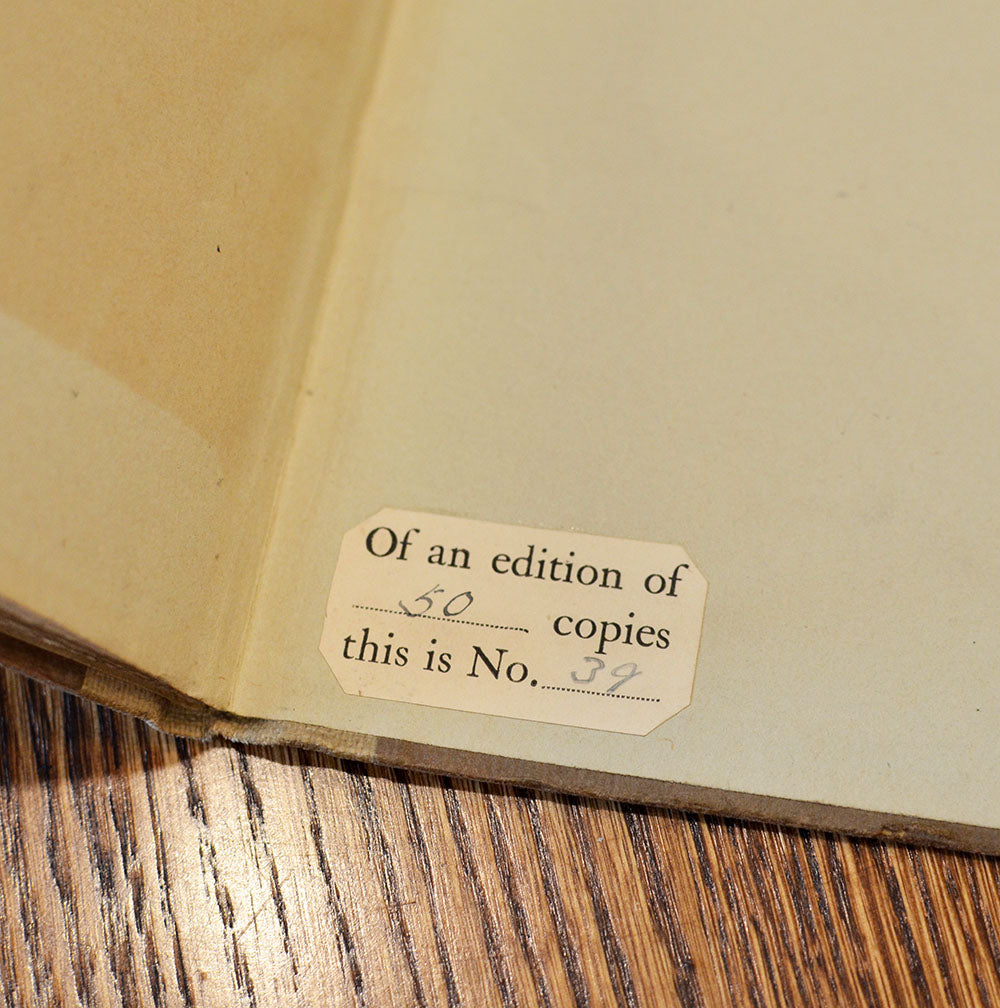 Of an edition of
50 copies
this is No. 39